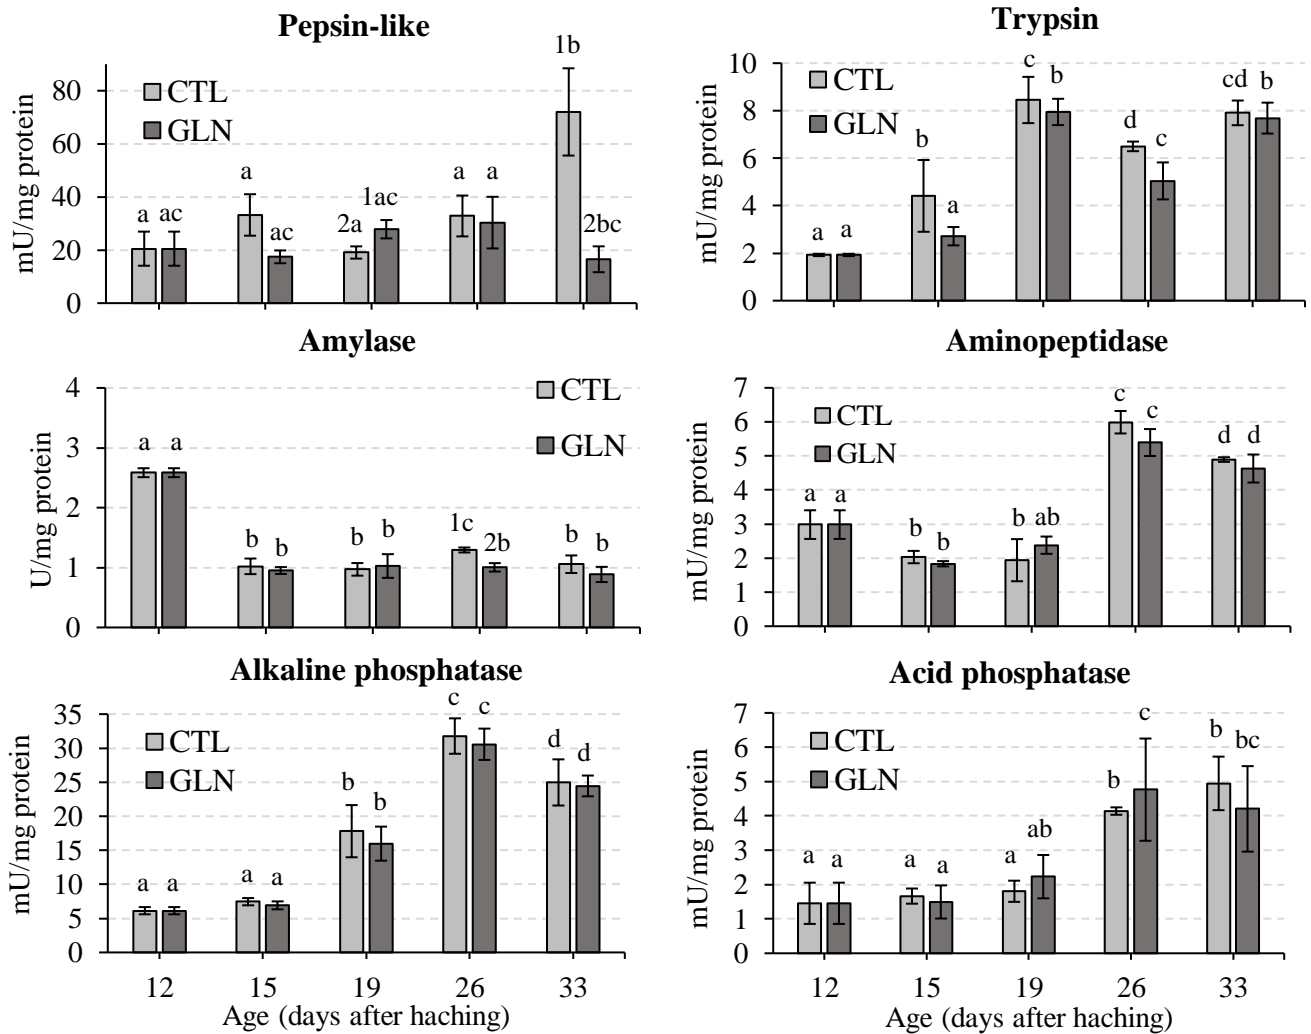 Pepsin-like
1b
CTL
GLN
mU/mg protein
80
60
40
20
0
a ac a ac 2a 1ac a a 2bc
Trypsin
CTL
GLN
mU/mg protein
10
8
6
4
2
0
a a b a c b d c cd b
Amylase
CTL
GLN
U/mg protein
4
3
2
1
0
a a b b b b 1c 2b b b
Aminopeptidase
CTL
GLN
mU/mg protein
7
6
5
4
3
2
1
0
a a b b b ab c c d d
Alkaline phosphatase
CTL
GLN
mU/mg protein
35
30
25
20
15
10
5
0
a a a a b b c c d d
12 15 19 26 33
Age (days after haching)
Acid phosphatase
CTL
GLN
mU/mg protein
7
6
5
4
3
2
1
0
a a a a a ab b c b bc
12 15 19 26 33
Age (days after haching)